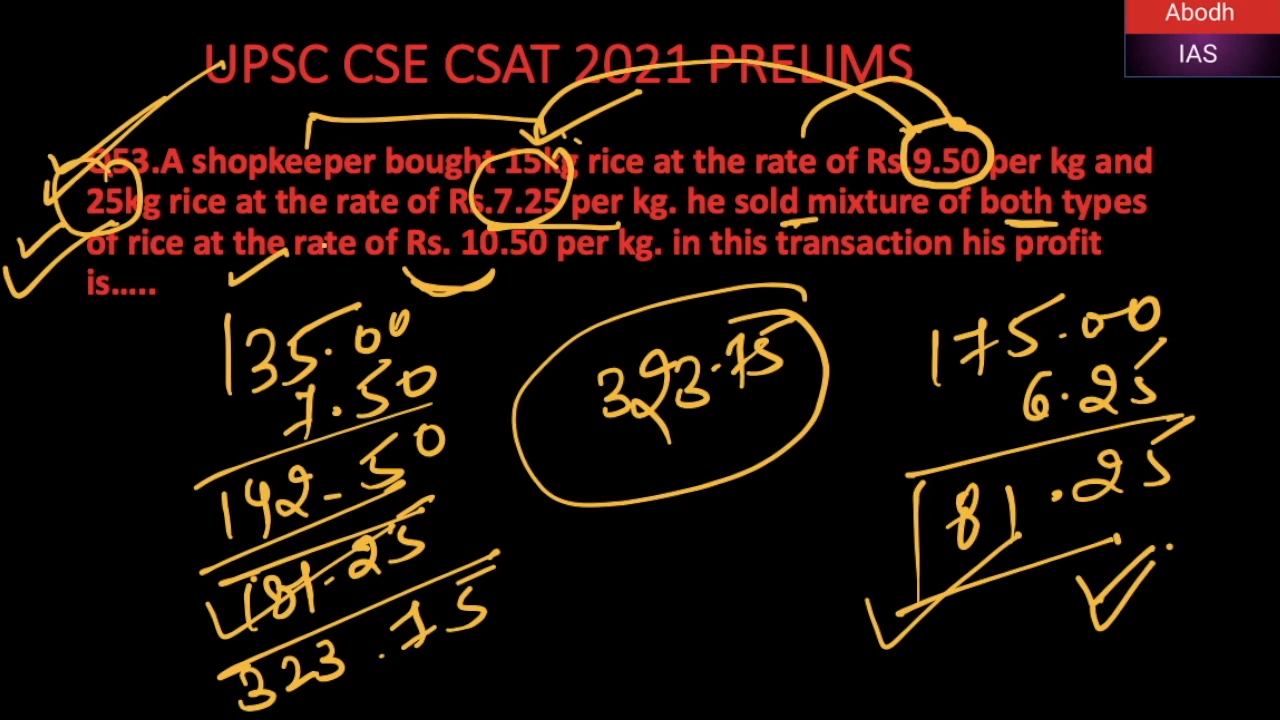 Abodh
IAS
UPSC CSE CSAT 2021 PRELIMS
Q53.A shopkeeper bought 15kg rice at the rate of Rs.9.50 per kg and
25kg rice at the rate of Rs.7.25 per kg. he sold mixture of both types
of rice at the rate of Rs. 10.50 per kg. in this transaction his profit
is.....
135.00
7.50
142-50
181.25
323.75
323.75
175.00
6.25
181.25